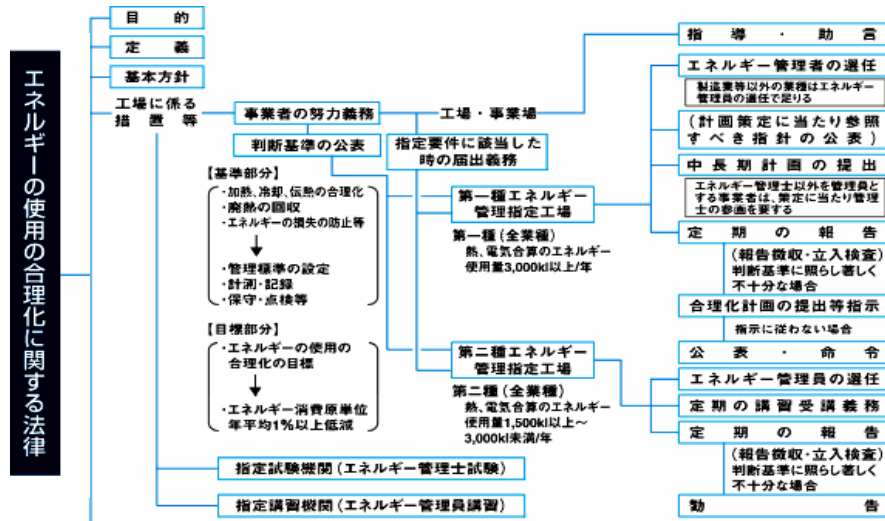 エネルギーの使用の合理化に関する法律
目的
定義
基本方針
工場に係る
措置等
事業者の努力義務
判断基準の公表
【基準部分】
・加熱、冷却、伝熱の合理化
・廃熱の回収
・エネルギーの損失の防止等
・管理標準の設定
・計測・記録
・保守・点検等
【目標部分】
・エネルギーの使用の
合理化の目標
・エネルギー消費原単位
年平均1%以上低減
指定試験機関(エネルギー管理士試験)
指定講習機関(エネルギー管理員講習)
工場・事業場
指定要件に該当した
時の届出義務
第一種エネルギー
管理指定工場
第一種(全業種)
熱、電気合算のエネルギー
使用量3,000kl以上/年
第二種エネルギー
管理指定工場
第二種(全業種)
熱、電気合算のエネルギー
使用量1,500kl以上〜
3,000kl未満/年
指導・助言
エネルギー管理者の選任
製造業等以外の業種はエネルギー
管理員の選任で足りる
(計画策定に当たり参照
すべき指針の公表)
中長期計画の提出
エネルギー管理士以外を管理員と
する事業者は、策定に当たり管理
士の参画を要する
定期の報告
(報告徴収・立入検査)
判断基準に照らし著しく
不十分な場合
合理化計画の提出等指示
指示に従わない場合
公表・命令
エネルギー管理員の選任
定期の講習受講義務
定期の報告
(報告徴収・立入検査)
判断基準に照らし著しく
不十分な場合
勧告